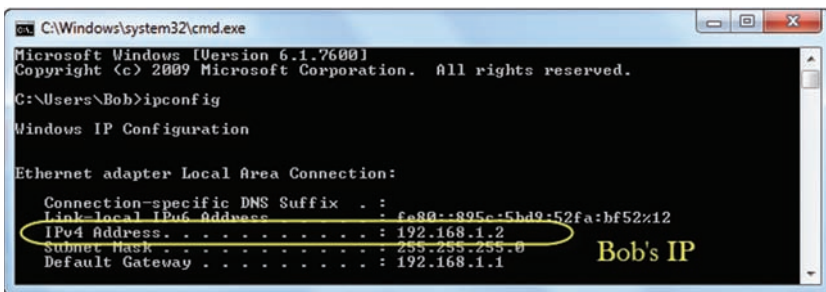 C:\Windows\system32\cmd.exe
Microsoft Windows [Version 6.1.7600]
Copyright (c) 2009 Microsoft Corporation.  All rights reserved.
C:\Users\Bob>ipconfig
Windows IP Configuration
Ethernet adapter Local Area Connection:
Connection-specific DNS Suffix  . :
Link-local IPv6 Address . . . . . : fe80::895c:5bd9:52fa:bf52%12
IPv4 Address. . . . . . . . . . . : 192.168.1.2
Subnet Mask . . . . . . . . . . . : 255.255.255.0
Bob's IP
Default Gateway . . . . . . . . . : 192.168.1.1